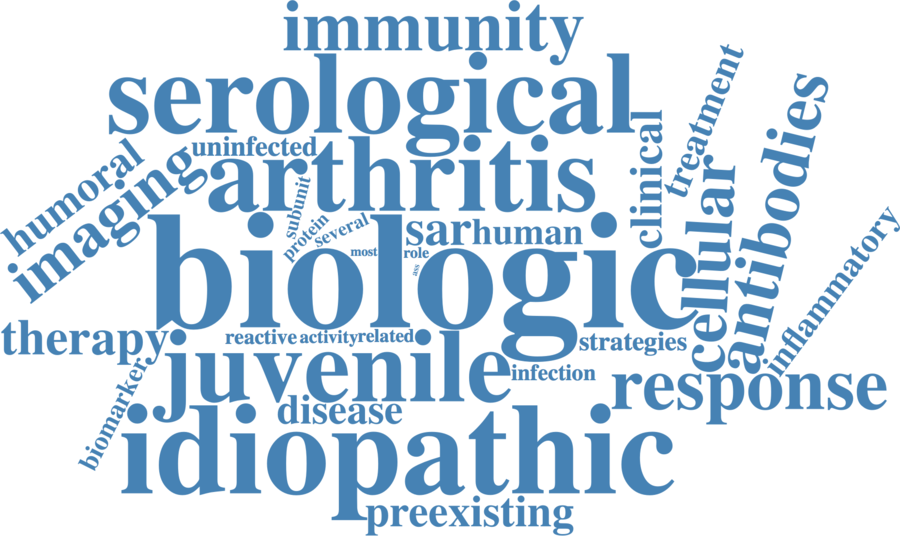 immunity
serological
uninfected
arthritis
humoral
imaging
clinical
treatment
cellular
antibodies
inflammatory
subunit
protein
several
sar
human
most
role
ass
biologic
therapy
reactive
activity
related
strategies
juvenile
infection
response
biomarker
disease
idiopathic
preexisting